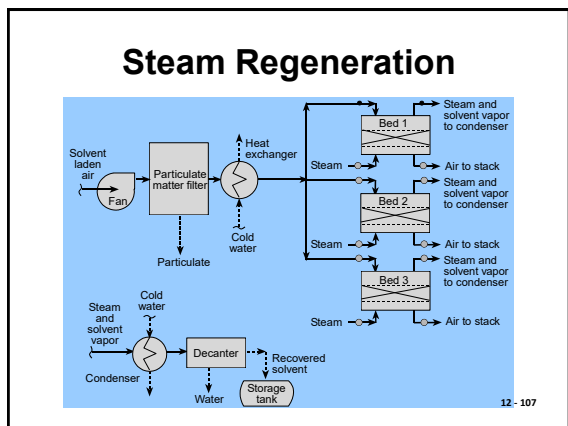 Steam Regeneration
Solvent
laden
air
Fan
Particulate
matter filter
Particulate
Heat
exchanger
Cold
water
Steam
Bed 1
Steam and
solvent vapor
to condenser
Air to stack
Steam
Bed 2
Steam and
solvent vapor
to condenser
Air to stack
Steam
Bed 3
Steam and
solvent vapor
to condenser
Air to stack
Steam
and
solvent
vapor
Cold
water
Condenser
Decanter
Water
Recovered
solvent
Storage
tank
12 - 107